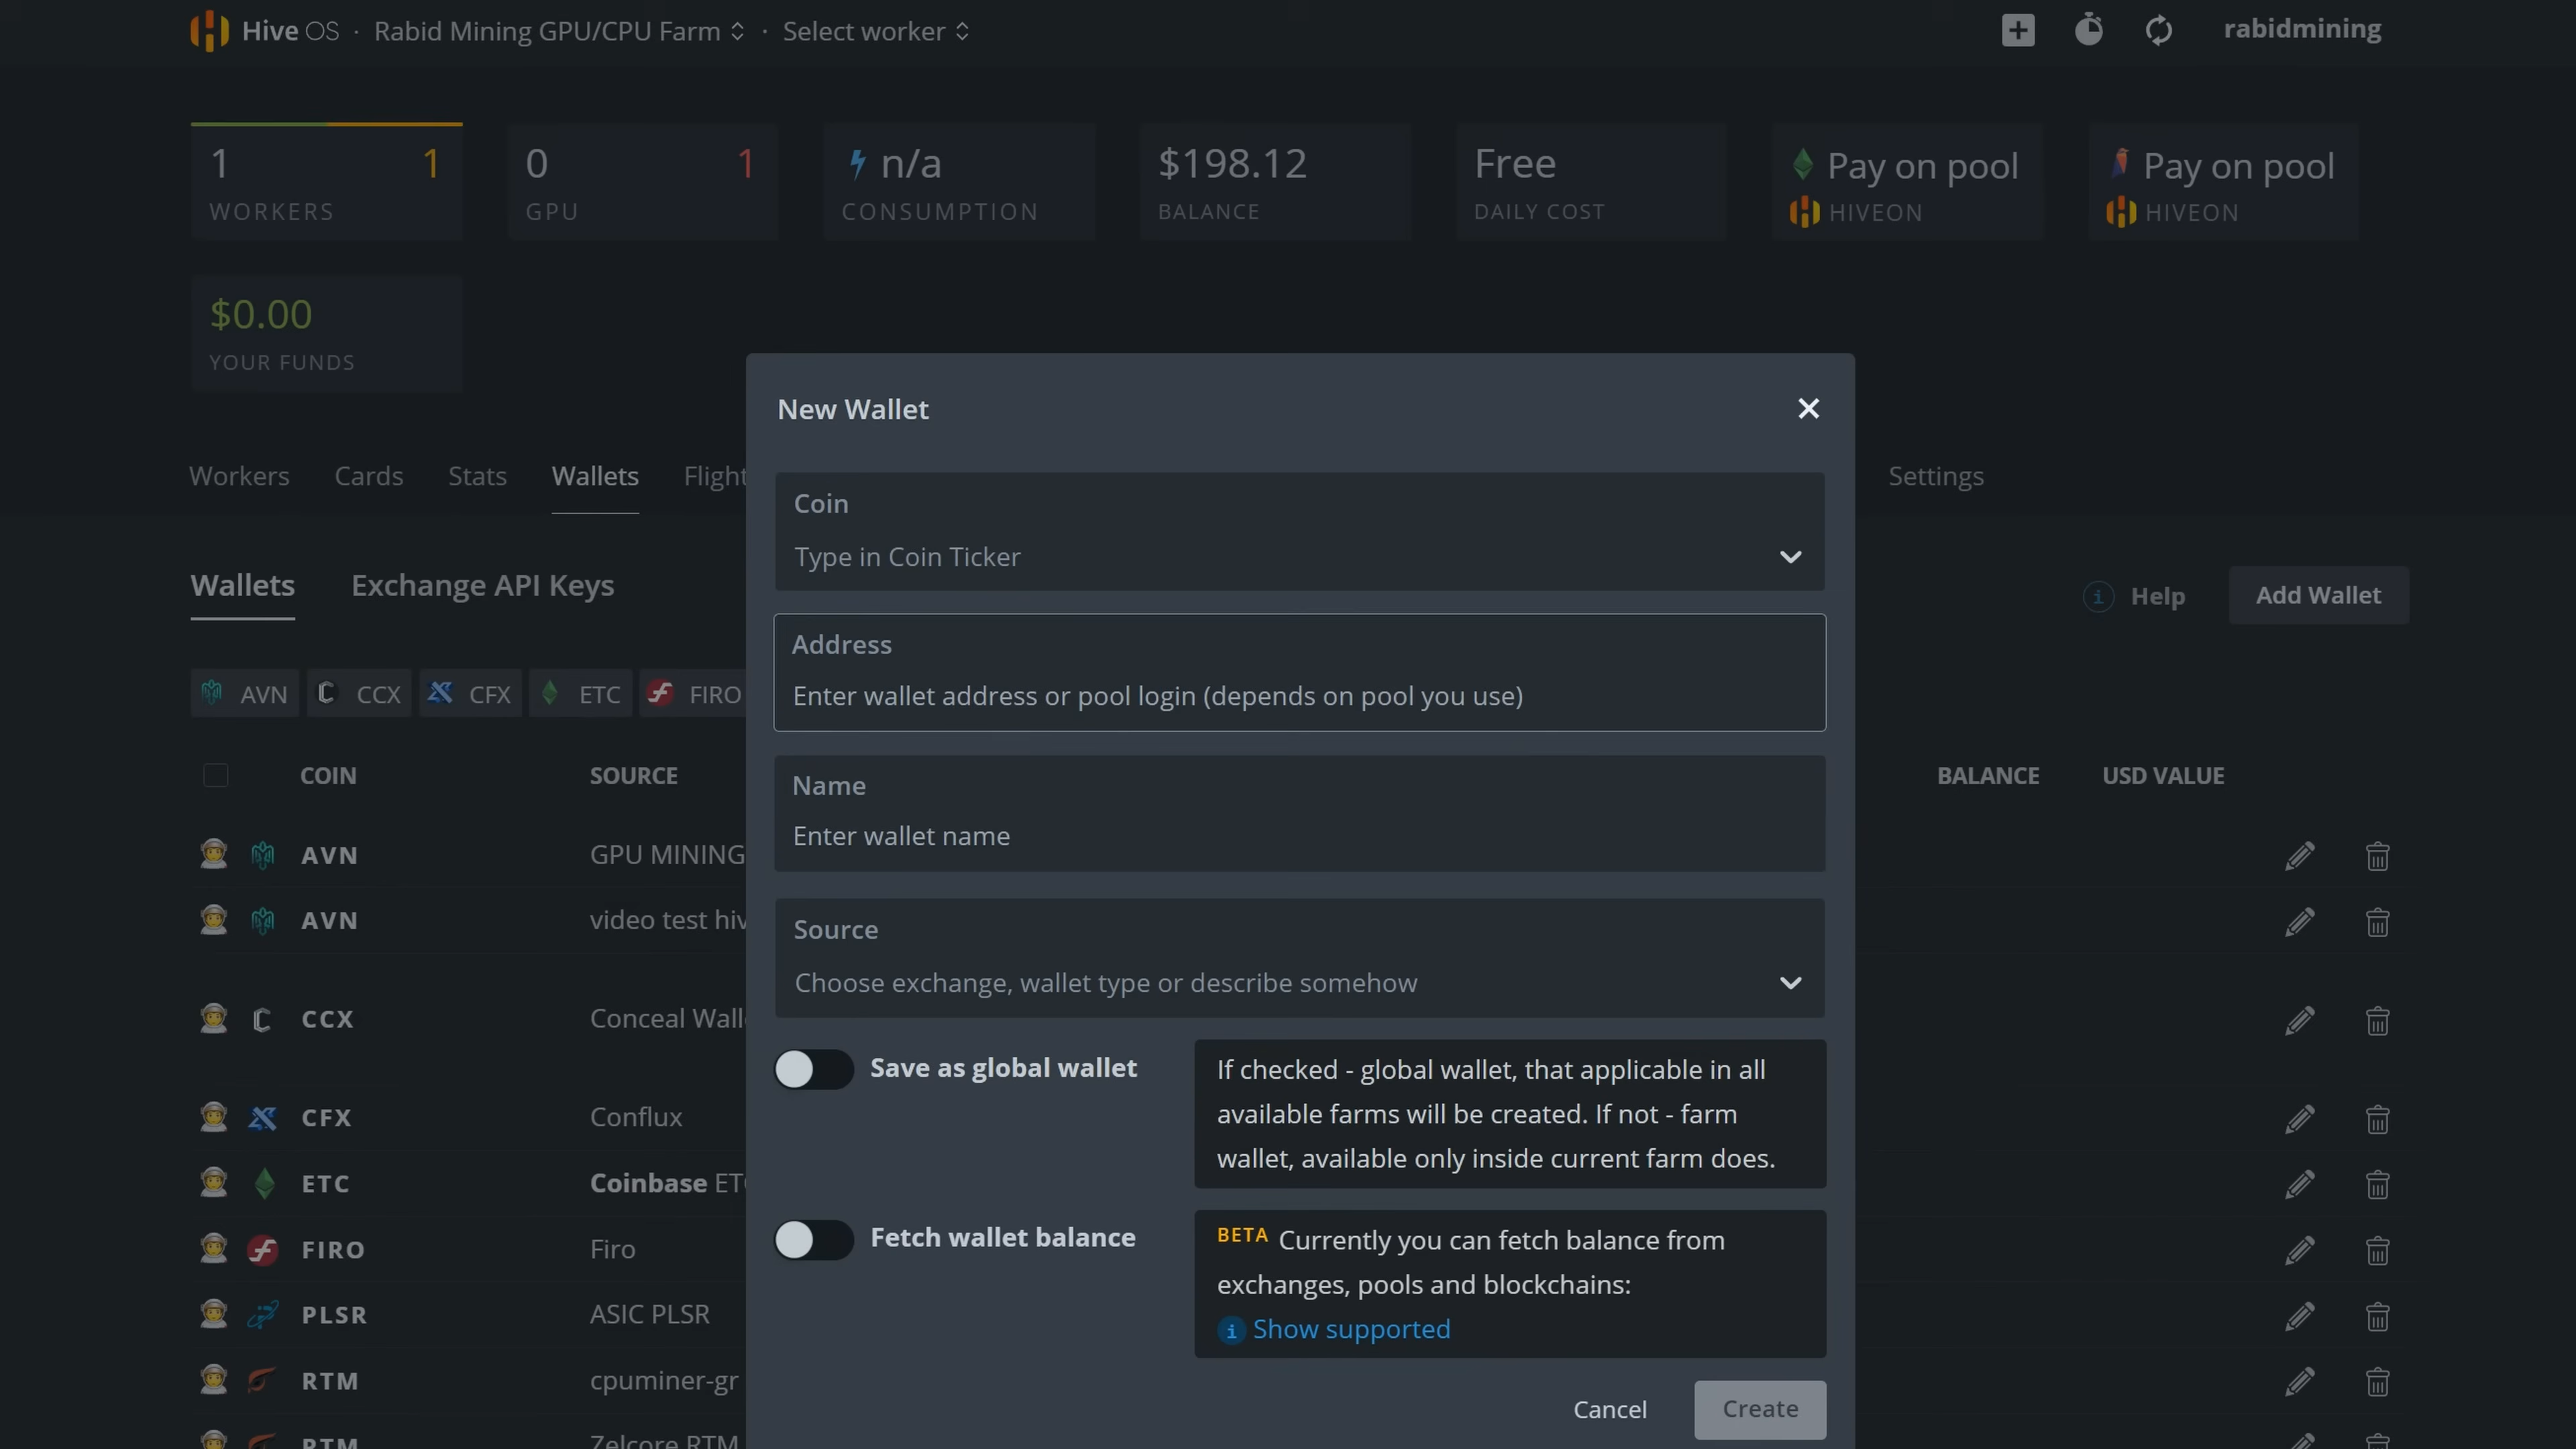 Hive OS · Rabid Mining GPU/CPU Farm · Select worker
rabidmining
1 1
WORKERS
0 1
GPU
n/a
CONSUMPTION
$198.12
BALANCE
Free
DAILY COST
Pay on pool
HIVEON
Pay on pool
HIVEON
$0.00
YOUR FUNDS
Workers Cards Stats Wallets Flight Settings
Wallets Exchange API Keys
Help Add Wallet
AVN CCX CFX ETC FIRO
COIN SOURCE BALANCE USD VALUE
AVN GPU MINING
AVN video test hiv
CCX Conceal Wall
CFX Conflux
ETC Coinbase ETC
FIRO Firo
PLSR ASIC PLSR
RTM cpuminer-gr
RTM Zelcore RTM
New Wallet
Coin
Type in Coin Ticker
Address
Enter wallet address or pool login (depends on pool you use)
Name
Enter wallet name
Source
Choose exchange, wallet type or describe somehow
Save as global wallet
If checked - global wallet, that applicable in all
available farms will be created. If not - farm
wallet, available only inside current farm does.
Fetch wallet balance
BETA Currently you can fetch balance from
exchanges, pools and blockchains:
Show supported
Cancel Create